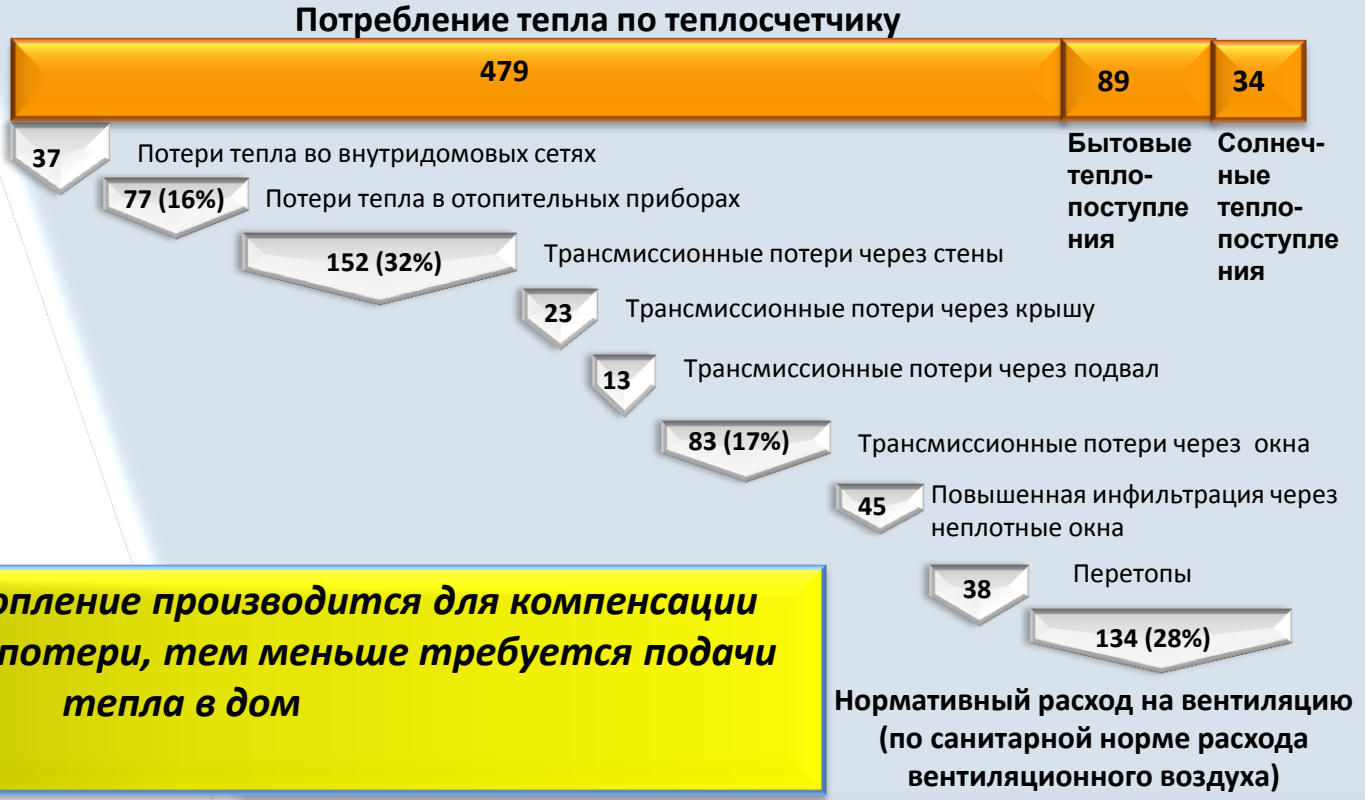 Потребление тепла по теплосчетчику
479
89
34
Бытовые
тепло-
поступле
ния
Солнеч-
ные
тепло-
поступле
ния
37
Потери тепла во внутридомовых сетях
77 (16%)
Потери тепла в отопительных приборах
152 (32%)
Трансмиссионные потери через стены
23
Трансмиссионные потери через крышу
13
Трансмиссионные потери через подвал
83 (17%)
Трансмиссионные потери через окна
45
Повышенная инфильтрация через
неплотные окна
38
Перетопы
134 (28%)
Нормативный расход на вентиляцию
(по санитарной норме расхода
вентиляционного воздуха)
опление производится для компенсации
потери, тем меньше требуется подачи
тепла в дом